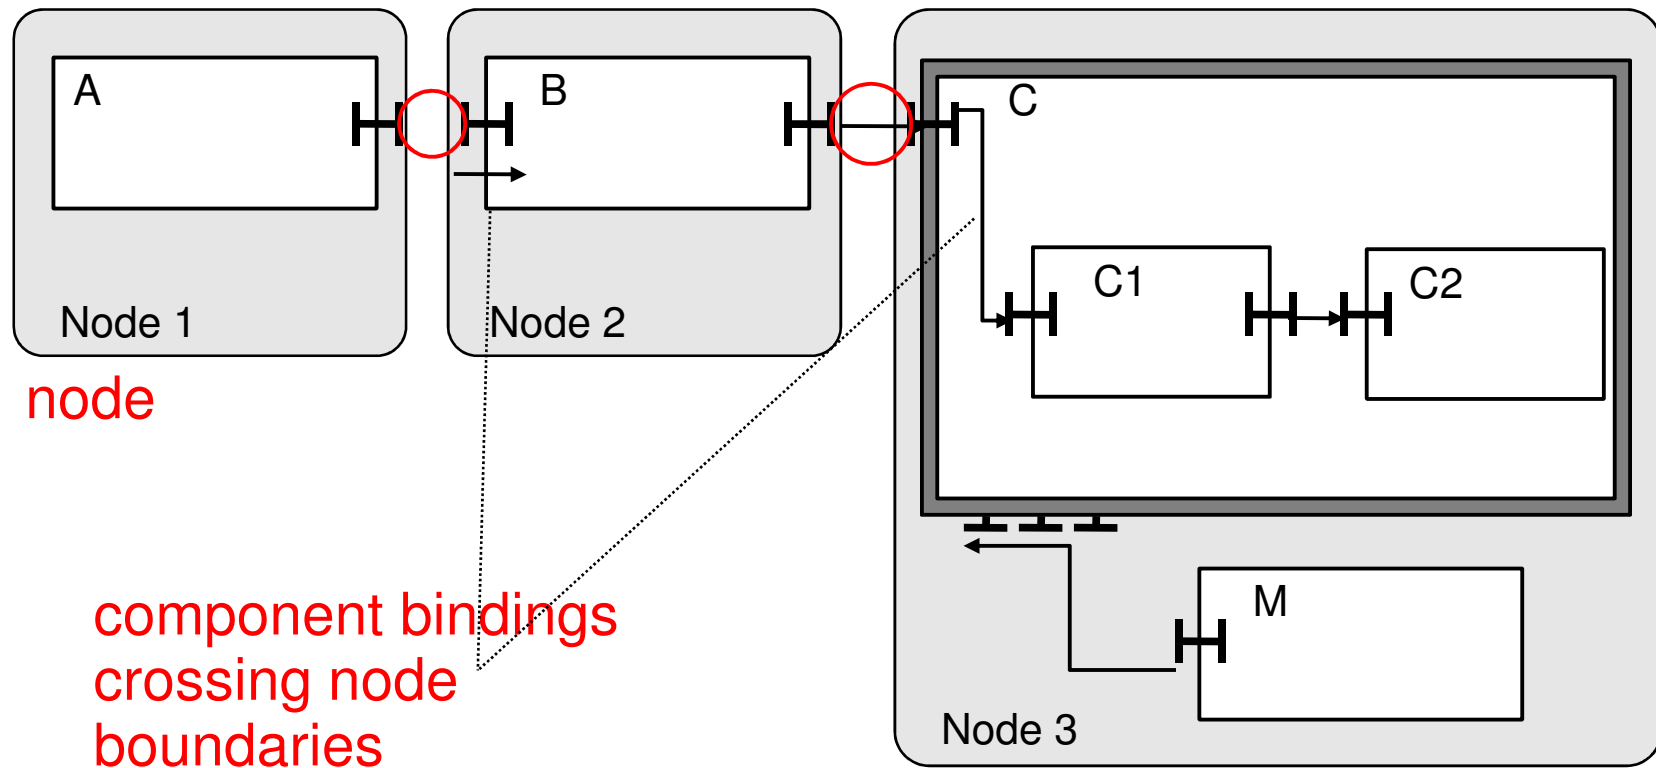 A
B
C
C1
C2
Node 1
Node 2
node
component bindings
crossing node
boundaries
M
Node 3